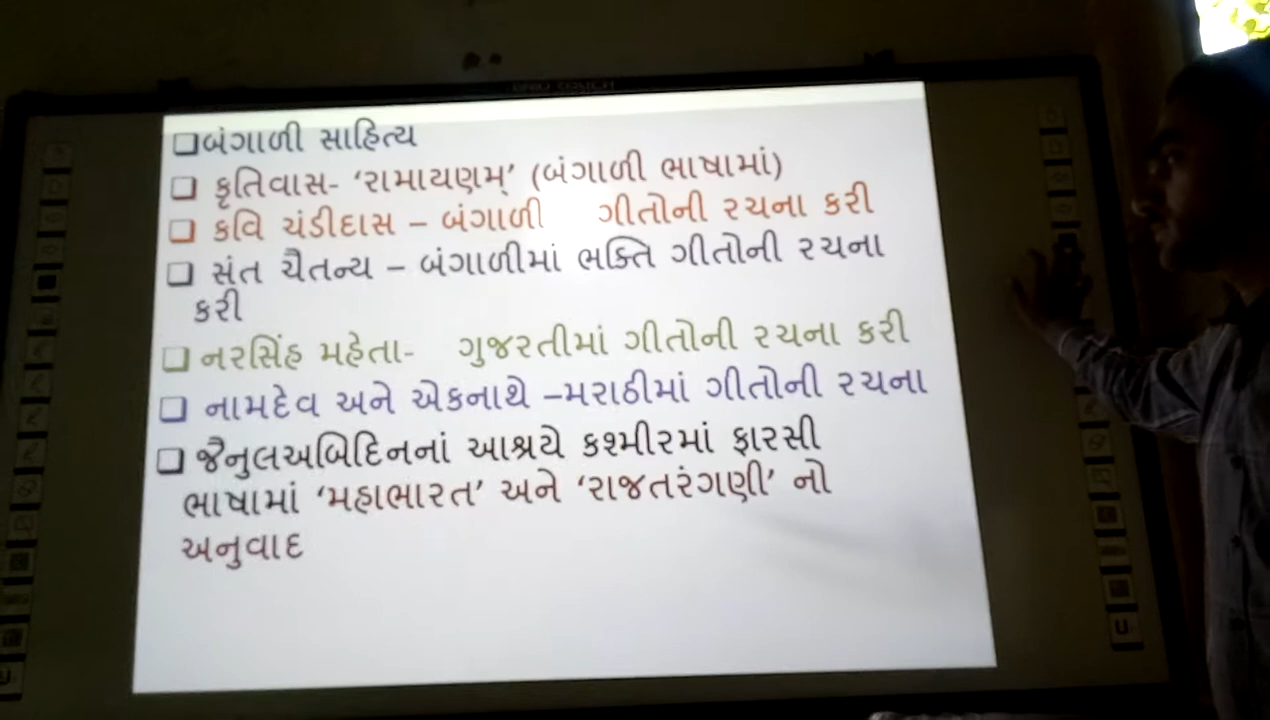 ❑બંગાળી સાહિત્ય
❑ કૃતિવાસ- ‘રામાયણમ્’ (બંગાળી ભાષામાં)
❑ કવિ ચંડીદાસ – બંગાળી ગીતોની રચના કરી
❑ સંત ચૈતન્ય – બંગાળીમાં ભક્તિ ગીતોની રચના
કરી
❑ નરસિંહ મહેતા- ગુજરતીમાં ગીતોની રચના કરી
❑ નામદેવ અને એકનાથે –મરાઠીમાં ગીતોની રચના
❑ જૈનુલઅબિદિનનાં આશ્રયે કશ્મીરમાં ફારસી
ભાષામાં ‘મહાભારત’ અને ‘રાજતરંગણી’ નો
અનુવાદ